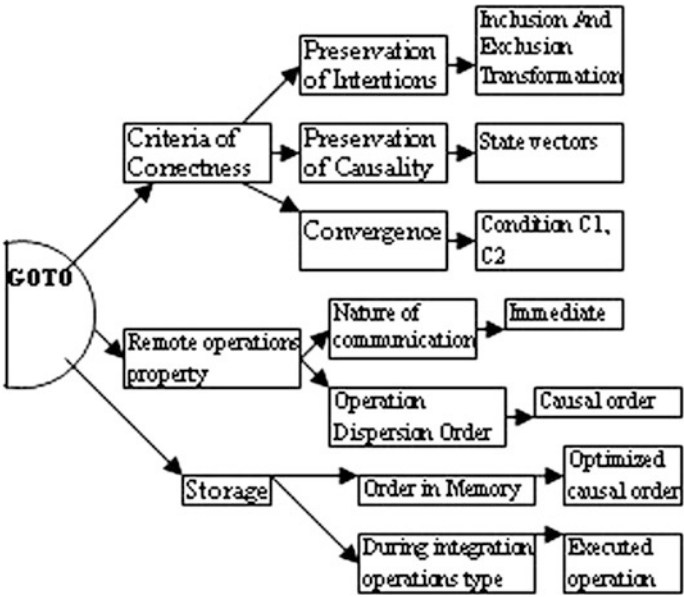 GOTO
Criteria of
Correctness
Preservation
of Intentions
Inclusion And
Exclusion
Transformation
Preservation
of Causality
State vectors
Convergence
Condition C1,
C2
Remote operations
property
Nature of
communication
Immediate
Operation
Dispersion Order
Causal order
Storage
Order in Memory
Optimized
causal order
During integration
operations type
Executed
operation